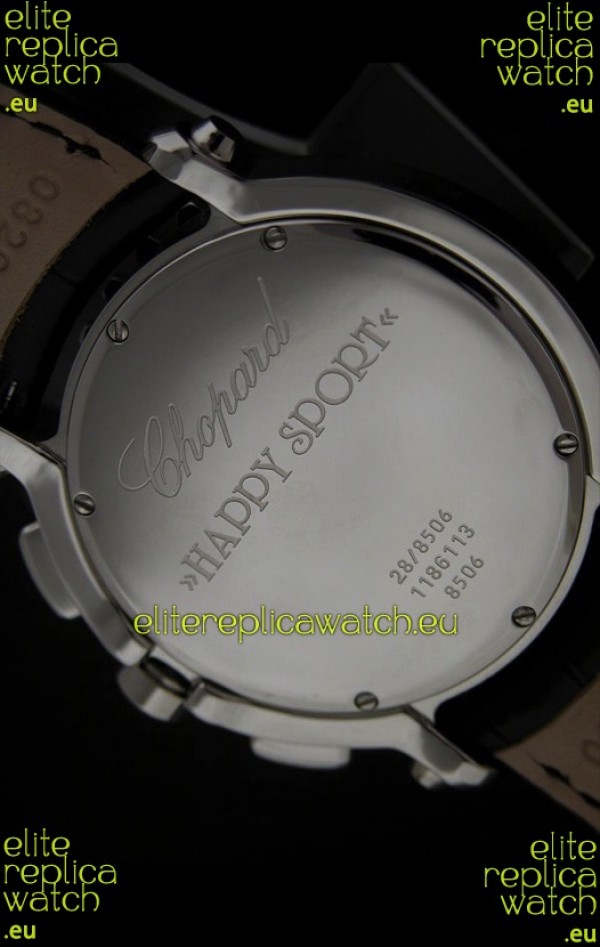 elite
replica
watch
.eu
elite
replica
watch
.eu
082
Chopard
»HAPPY SPORT«
28/8506
1186113
8506
elitereplicawatch.eu
elite
replica
watch
.eu
elite
replica
watch
.eu